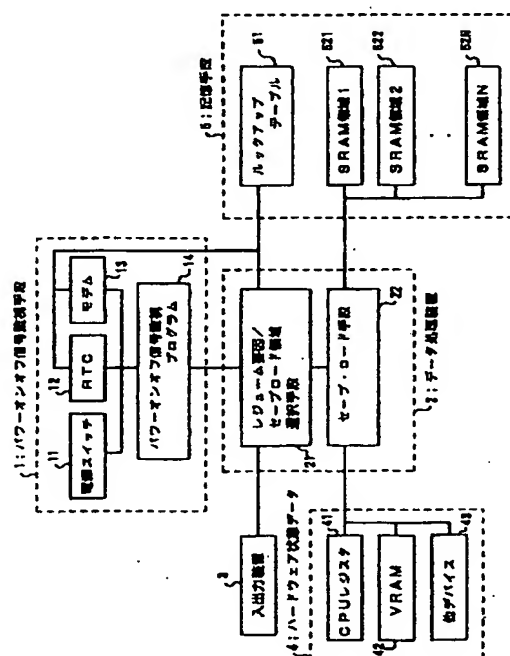 1：パワーオンオフ信号監視手段
11
電源スイッチ
12
RTC
13
モデム
14
パワーオンオフ信号監視
プログラム
5：記憶手段
51
ルックアップ
テーブル
521
SRAM領域1
522
SRAM領域2
52N
SRAM領域N
3
入出力装置
レジューム要因/
セーブロード領域
選択手段
21
22
セーブ・ロード手段
2：データ処理装置
4：ハードウェア状態データ
41
CPUレジスタ
VRAM
42
43
他デバイス